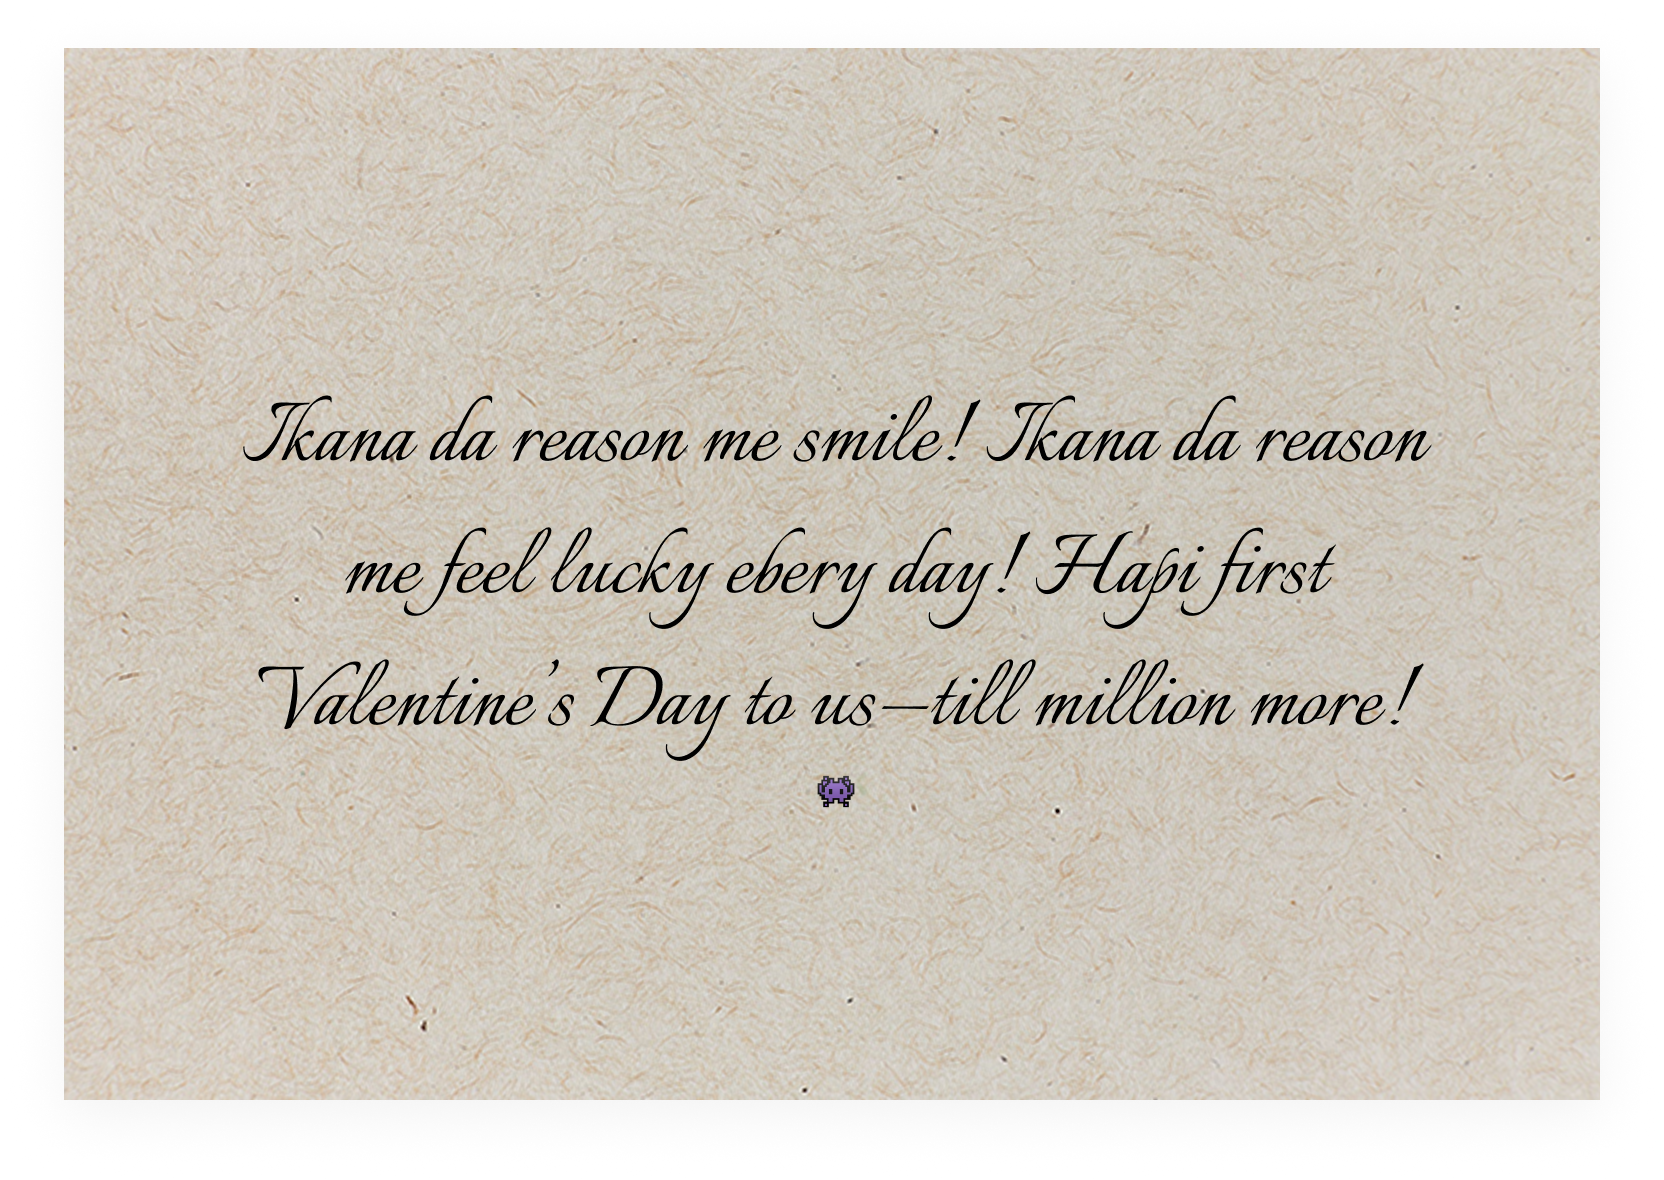 Ikana da reason me smile! Ikana da reason
me feel lucky ebery day! Hapi first
Valentine's Day to us—till million more!
👾